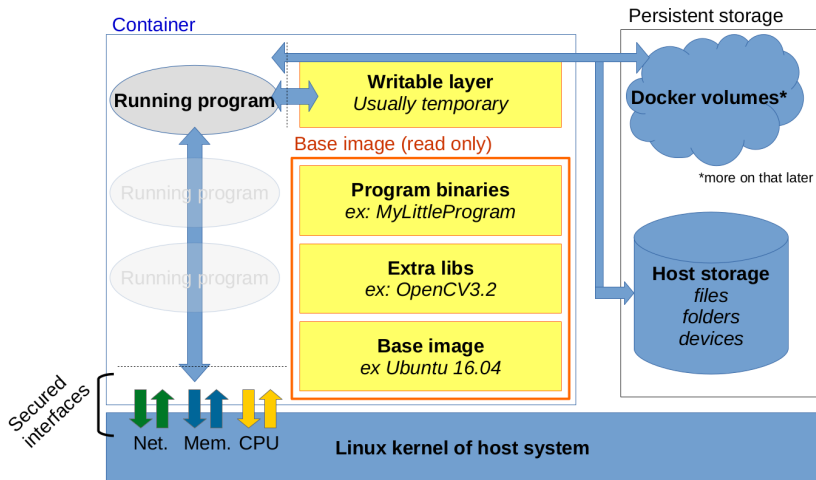 Container
Persistent storage
Running program
Writable layer
Usually temporary
Docker volumes*
*more on that later
Base image (read only)
Running program
Program binaries
ex: MyLittleProgram
Running program
Extra libs
ex: OpenCV3.2
Host storage
files
folders
devices
Base image
ex Ubuntu 16.04
Secured
interfaces
Net.
Mem.
CPU
Linux kernel of host system